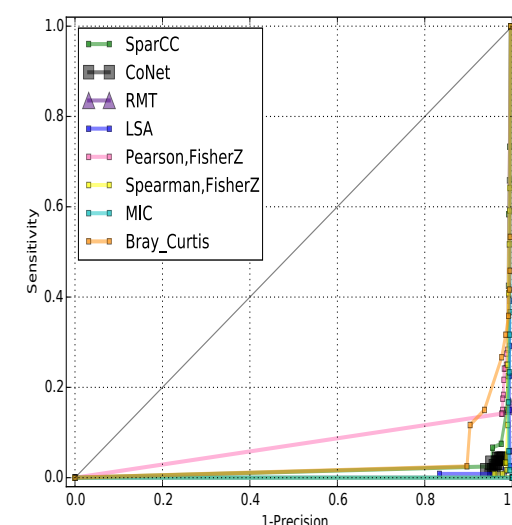 1.0
0.8
0.6
0.4
0.2
0.0
Sensitivity
SparCC
CoNet
RMT
LSA
Pearson,FisherZ
Spearman,FisherZ
MIC
Bray_Curtis
0.0 0.2 0.4 0.6 0.8
1-Precision